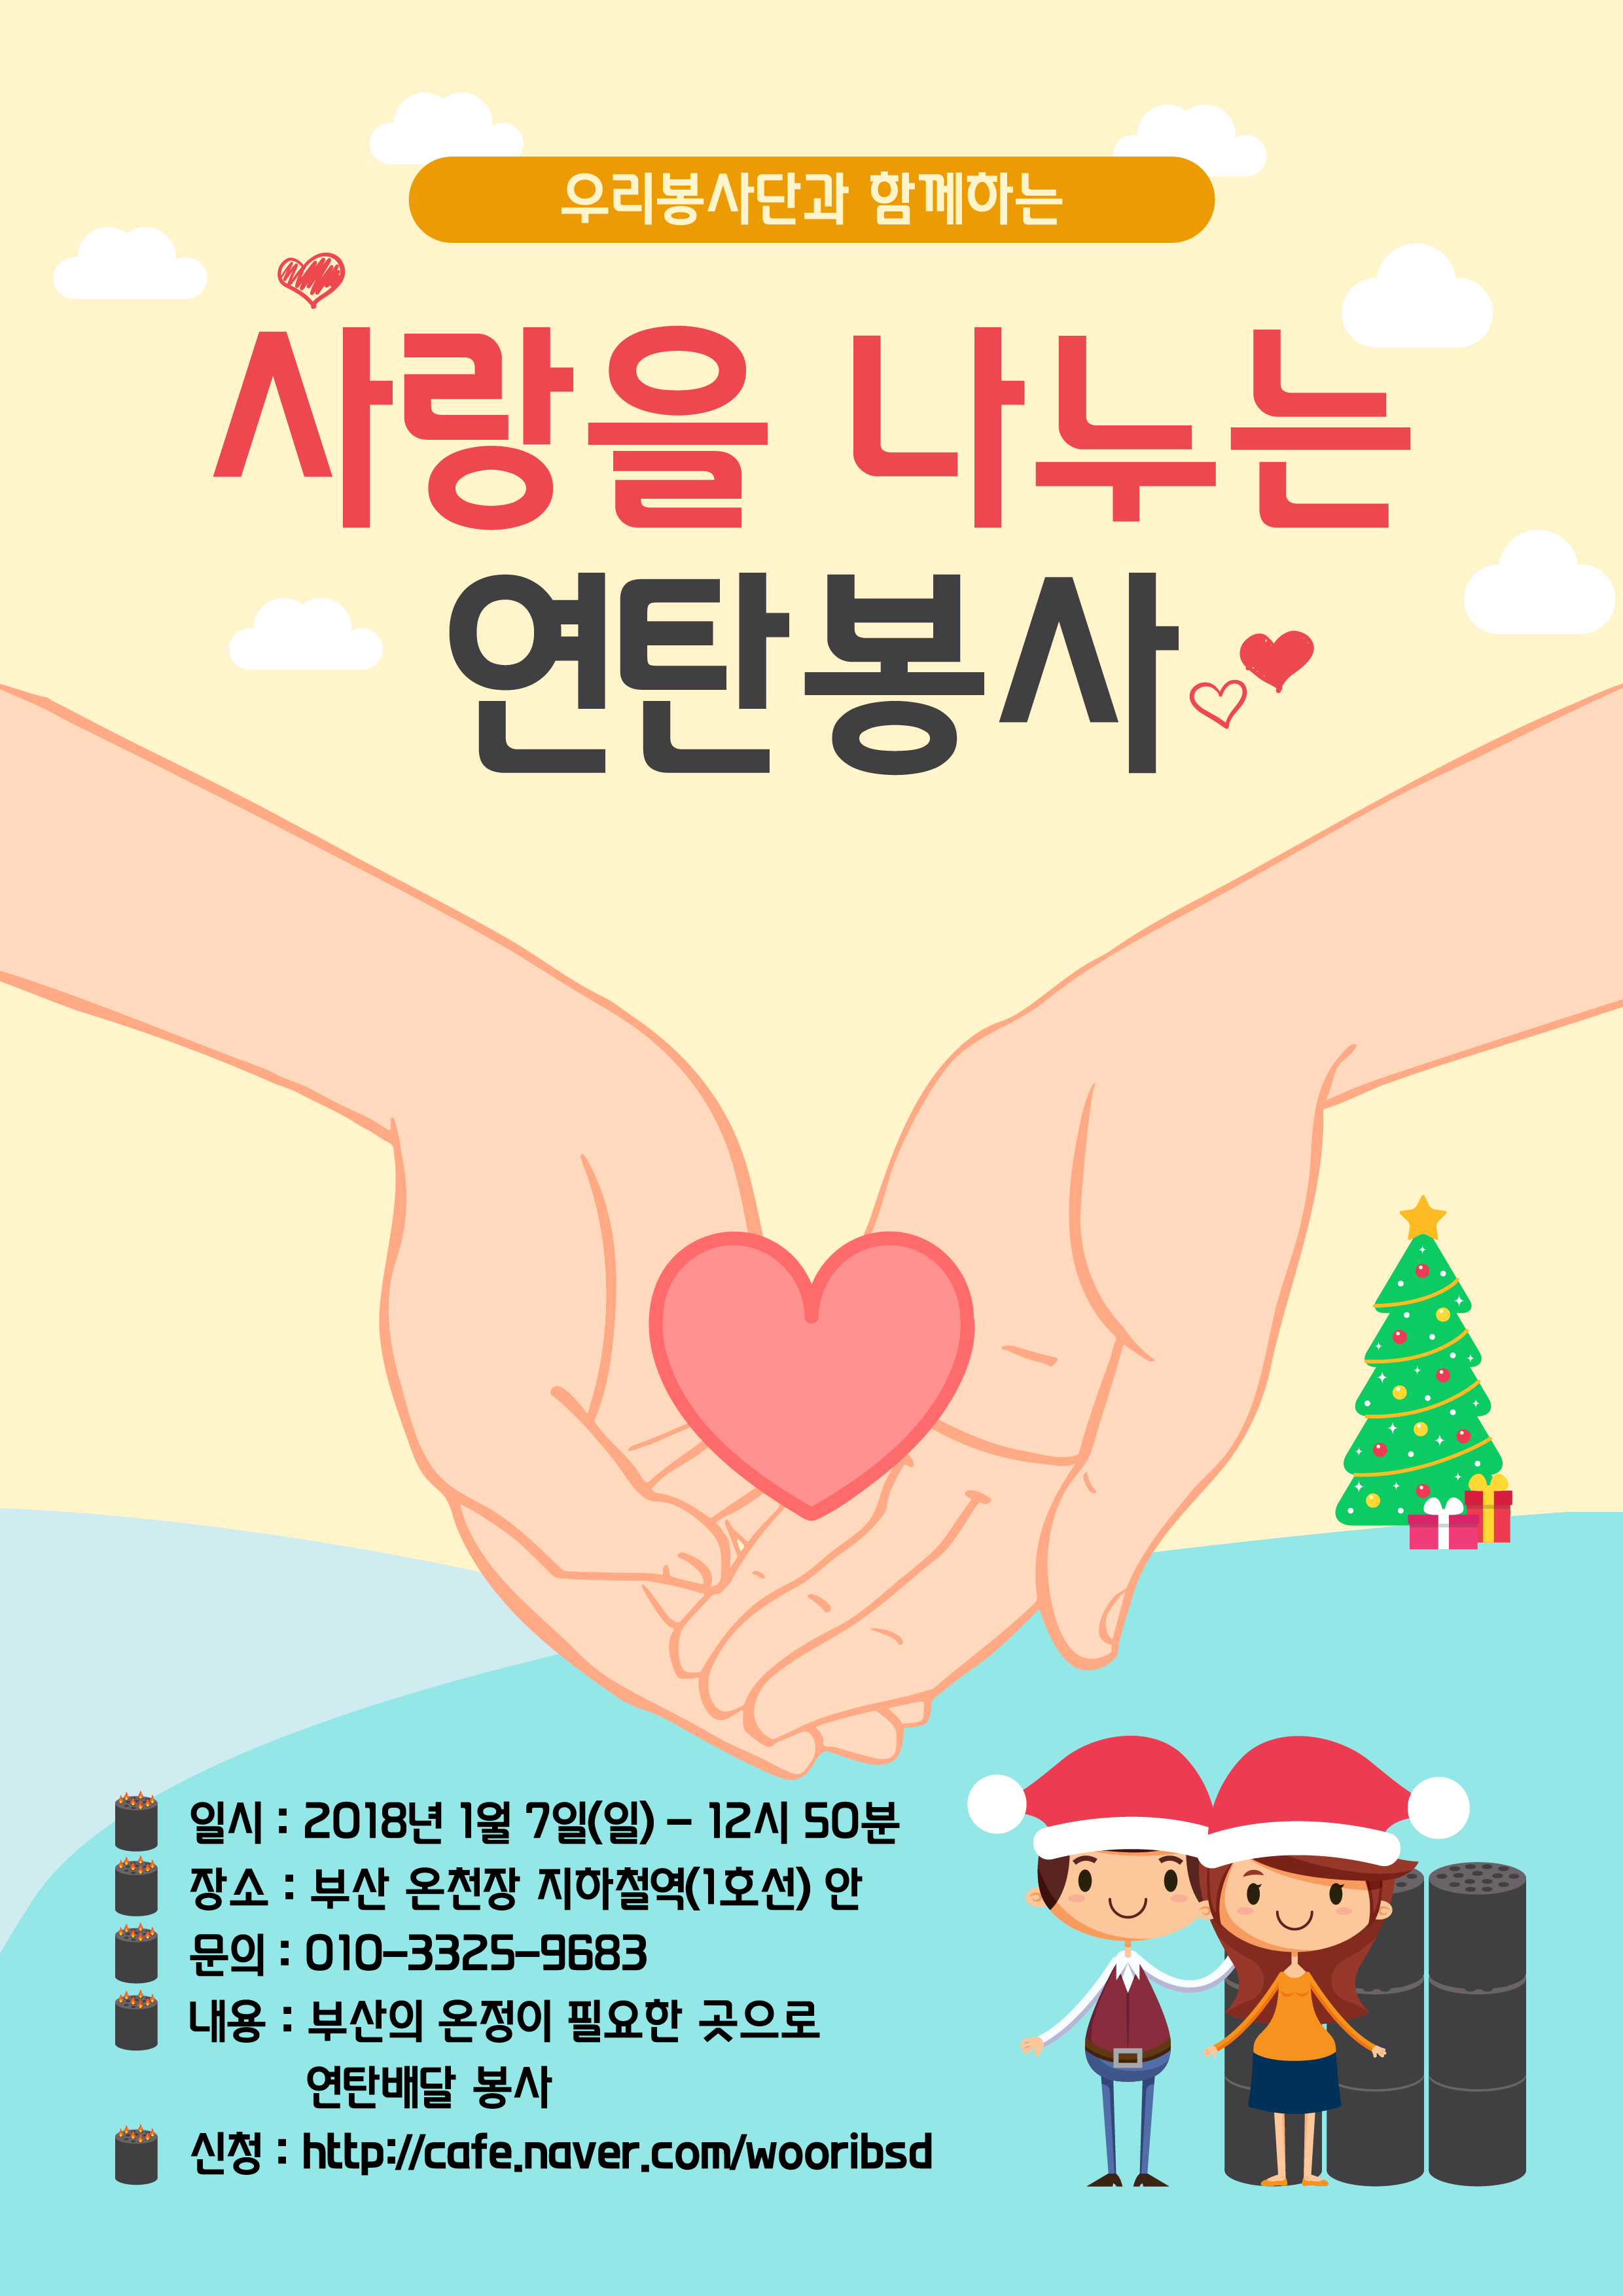 우리봉사단과 함께하는
사랑을 나누는
연탄봉사
일시 : 2018년 1월 7일(일) - 12시 50분
장소 : 부산 온천장 지하철역(1호선) 안
문의 : 010-3325-9683
내용 : 부산의 온정이 필요한 곳으로
연탄배달 봉사
신청 : http://cafe.naver.com/wooribsd